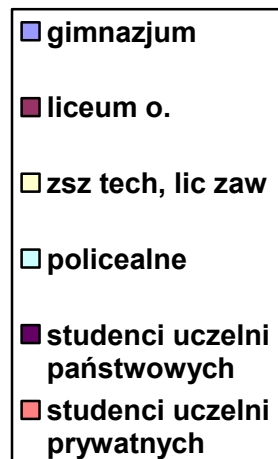 gimnazjum
liceum o.
zsz tech, lic zaw
policealne
studenci uczelni
państwowych
studenci uczelni
prywatnych